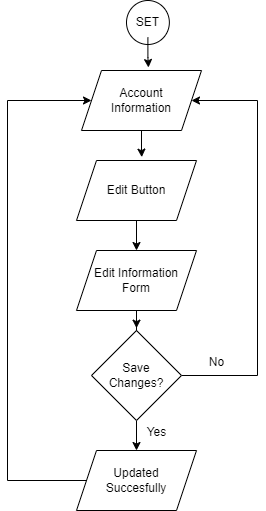 SET
Account
Information
Edit Button
Edit Information
Form
Save
Changes?
No
Yes
Updated
Succesfully